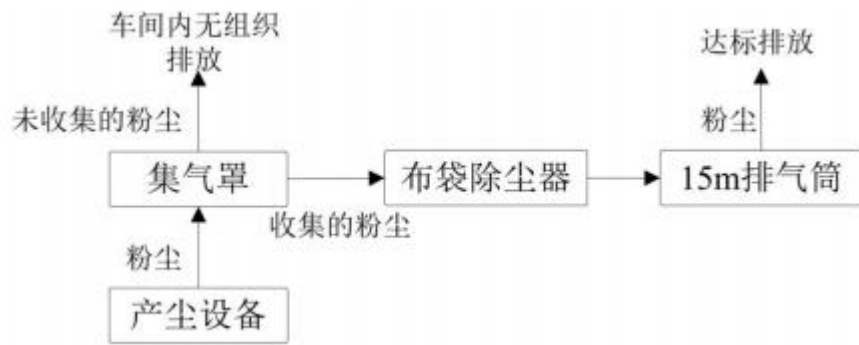 车间内无组织
排放
达标排放
未收集的粉尘
粉尘
集气罩
布袋除尘器
15m排气筒
收集的粉尘
粉尘
产尘设备